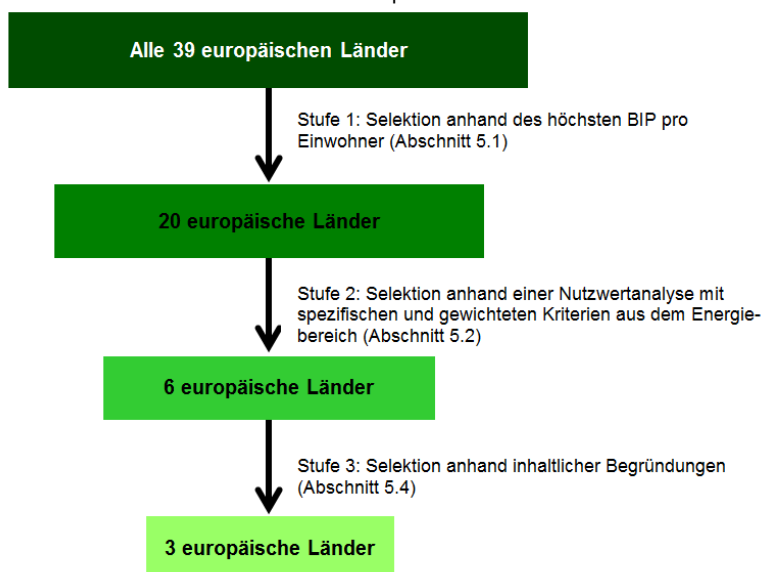 Alle 39 europäischen Länder
Stufe 1: Selektion anhand des höchsten BIP pro
Einwohner (Abschnitt 5.1)
20 europäische Länder
Stufe 2: Selektion anhand einer Nutzwertanalyse mit
spezifischen und gewichteten Kriterien aus dem Energie-
bereich (Abschnitt 5.2)
6 europäische Länder
Stufe 3: Selektion anhand inhaltlicher Begründungen
(Abschnitt 5.4)
3 europäische Länder